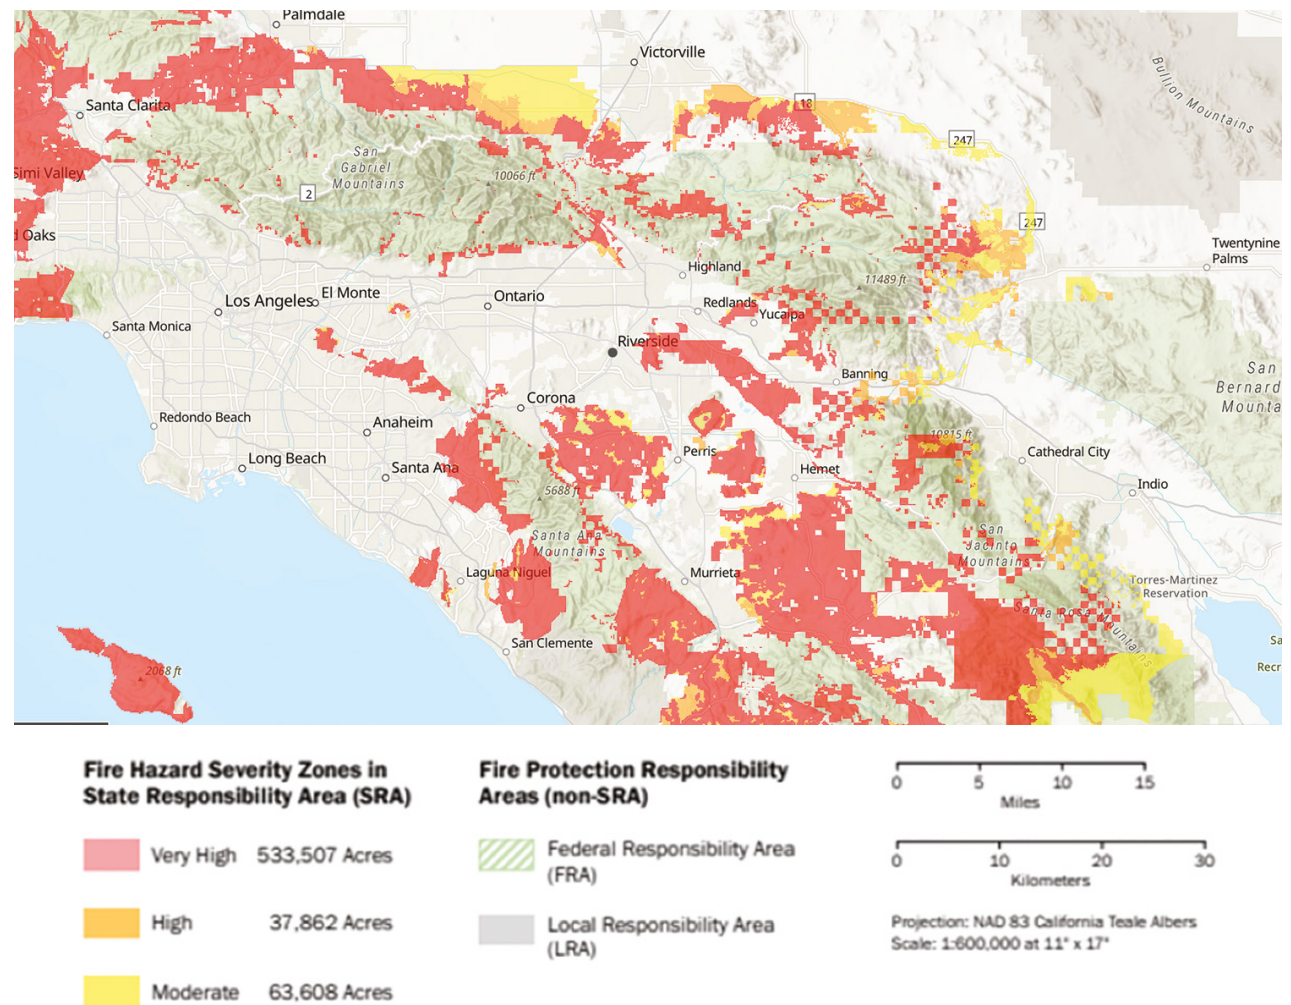 Palmdale
Victorville
Bullion Mountains
Santa Clarita
18
247
San
Gabriel
Mountains
Simi Valley
10066 ft
2
247
d Oaks
Twentynine
Palms
Highland
11489 ft
El Monte
Los Angeles
Ontario
Redlands
Yucaipa
Santa Monica
Riverside
Banning
San
Bernard
Mounta
Corona
Redondo Beach
Anaheim
10815 ft
Long Beach
Santa Ana
Perris
Cathedral City
Hemet
5688 ft
Indio
Santa Ana
Mountains
San
Jacinto
Mountains
Laguna Niguel
Murrieta
Torres-Martinez
Reservation
Santa Rosa Mountains
San Clemente
Sa
Recr
2068 ft
Fire Hazard Severity Zones in
State Responsibility Area (SRA)
Very High 533,507 Acres
High 37,862 Acres
Moderate 63,608 Acres
Fire Protection Responsibility
Areas (non-SRA)
Federal Responsibility Area
(FRA)
Local Responsibility Area
(LRA)
0 5 10 15
Miles
0 10 20 30
Kilometers
Projection: NAD 83 California Teale Albers
Scale: 1:600,000 at 11" x 17"